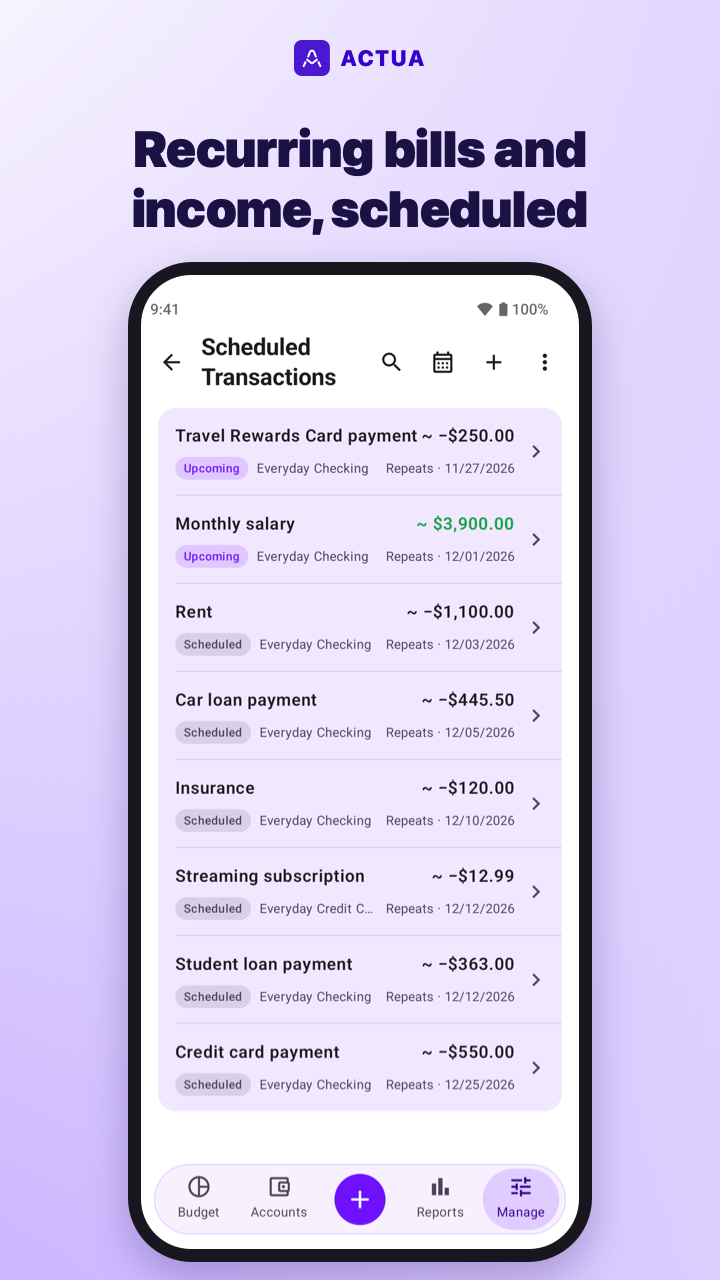 ACTUA
Recurring bills and
income, scheduled
9:41
100%
Scheduled
Transactions
Travel Rewards Card payment ~ −$250.00
Upcoming Everyday Checking Repeats · 11/27/2026
Monthly salary ~ $3,900.00
Upcoming Everyday Checking Repeats · 12/01/2026
Rent ~ −$1,100.00
Scheduled Everyday Checking Repeats · 12/03/2026
Car loan payment ~ −$445.50
Scheduled Everyday Checking Repeats · 12/05/2026
Insurance ~ −$120.00
Scheduled Everyday Checking Repeats · 12/10/2026
Streaming subscription ~ −$12.99
Scheduled Everyday Credit C… Repeats · 12/12/2026
Student loan payment ~ −$363.00
Scheduled Everyday Checking Repeats · 12/12/2026
Credit card payment ~ −$550.00
Scheduled Everyday Checking Repeats · 12/25/2026
Budget Accounts Reports Manage